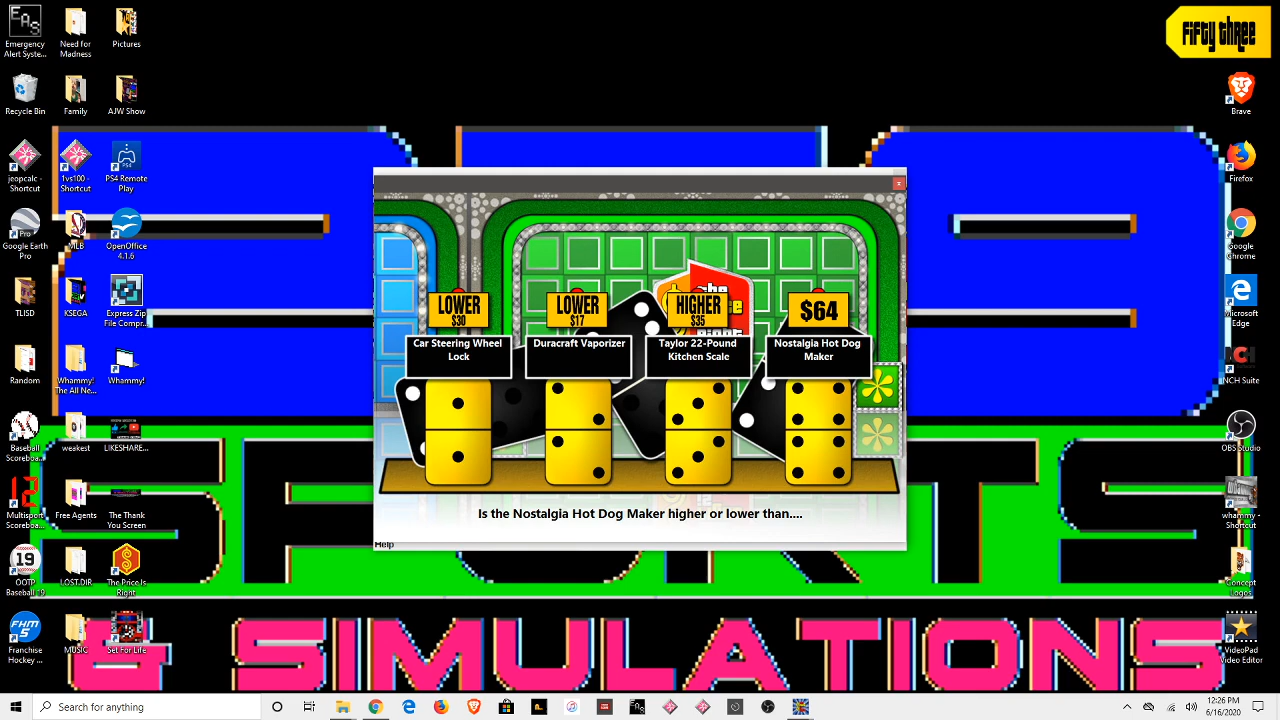 Fifty Three
Emergency
Alert Syste...
Need for
Madness
Pictures
Recycle Bin
Family
AJW Show
Brave
jeopcalc -
Shortcut
1vs100 -
Shortcut
PS4 Remote
Play
Firefox
Google Earth
Pro
MLB
OpenOffice
4.1.6
Google
Chrome
TLISD
KSEGA
Express Zip
File Compr...
Microsoft
Edge
Random
Whammy!
The All Ne...
Whammy!
NCH Suite
Baseball
Scoreboa...
weakest
LIKESHARE...
OBS Studio
Multisport
Scoreboa...
Free Agents
The Thank
You Screen
whammy -
Shortcut
19
OOTP
Baseball 19
LOST.DIR
The Price Is
Right
Concept
Logos
FHM
5
Franchise
Hockey ...
MUSIC
Set For Life
VideoPad
Video Editor
LOWER
$30
LOWER
$17
HIGHER
$35
$64
Car Steering Wheel
Lock
Duracraft Vaporizer
Taylor 22-Pound
Kitchen Scale
Nostalgia Hot Dog
Maker
Is the Nostalgia Hot Dog Maker higher or lower than....
Help
SPORTS
& SIMULATIONS
Search for anything
12:26 PM
6/16/2020